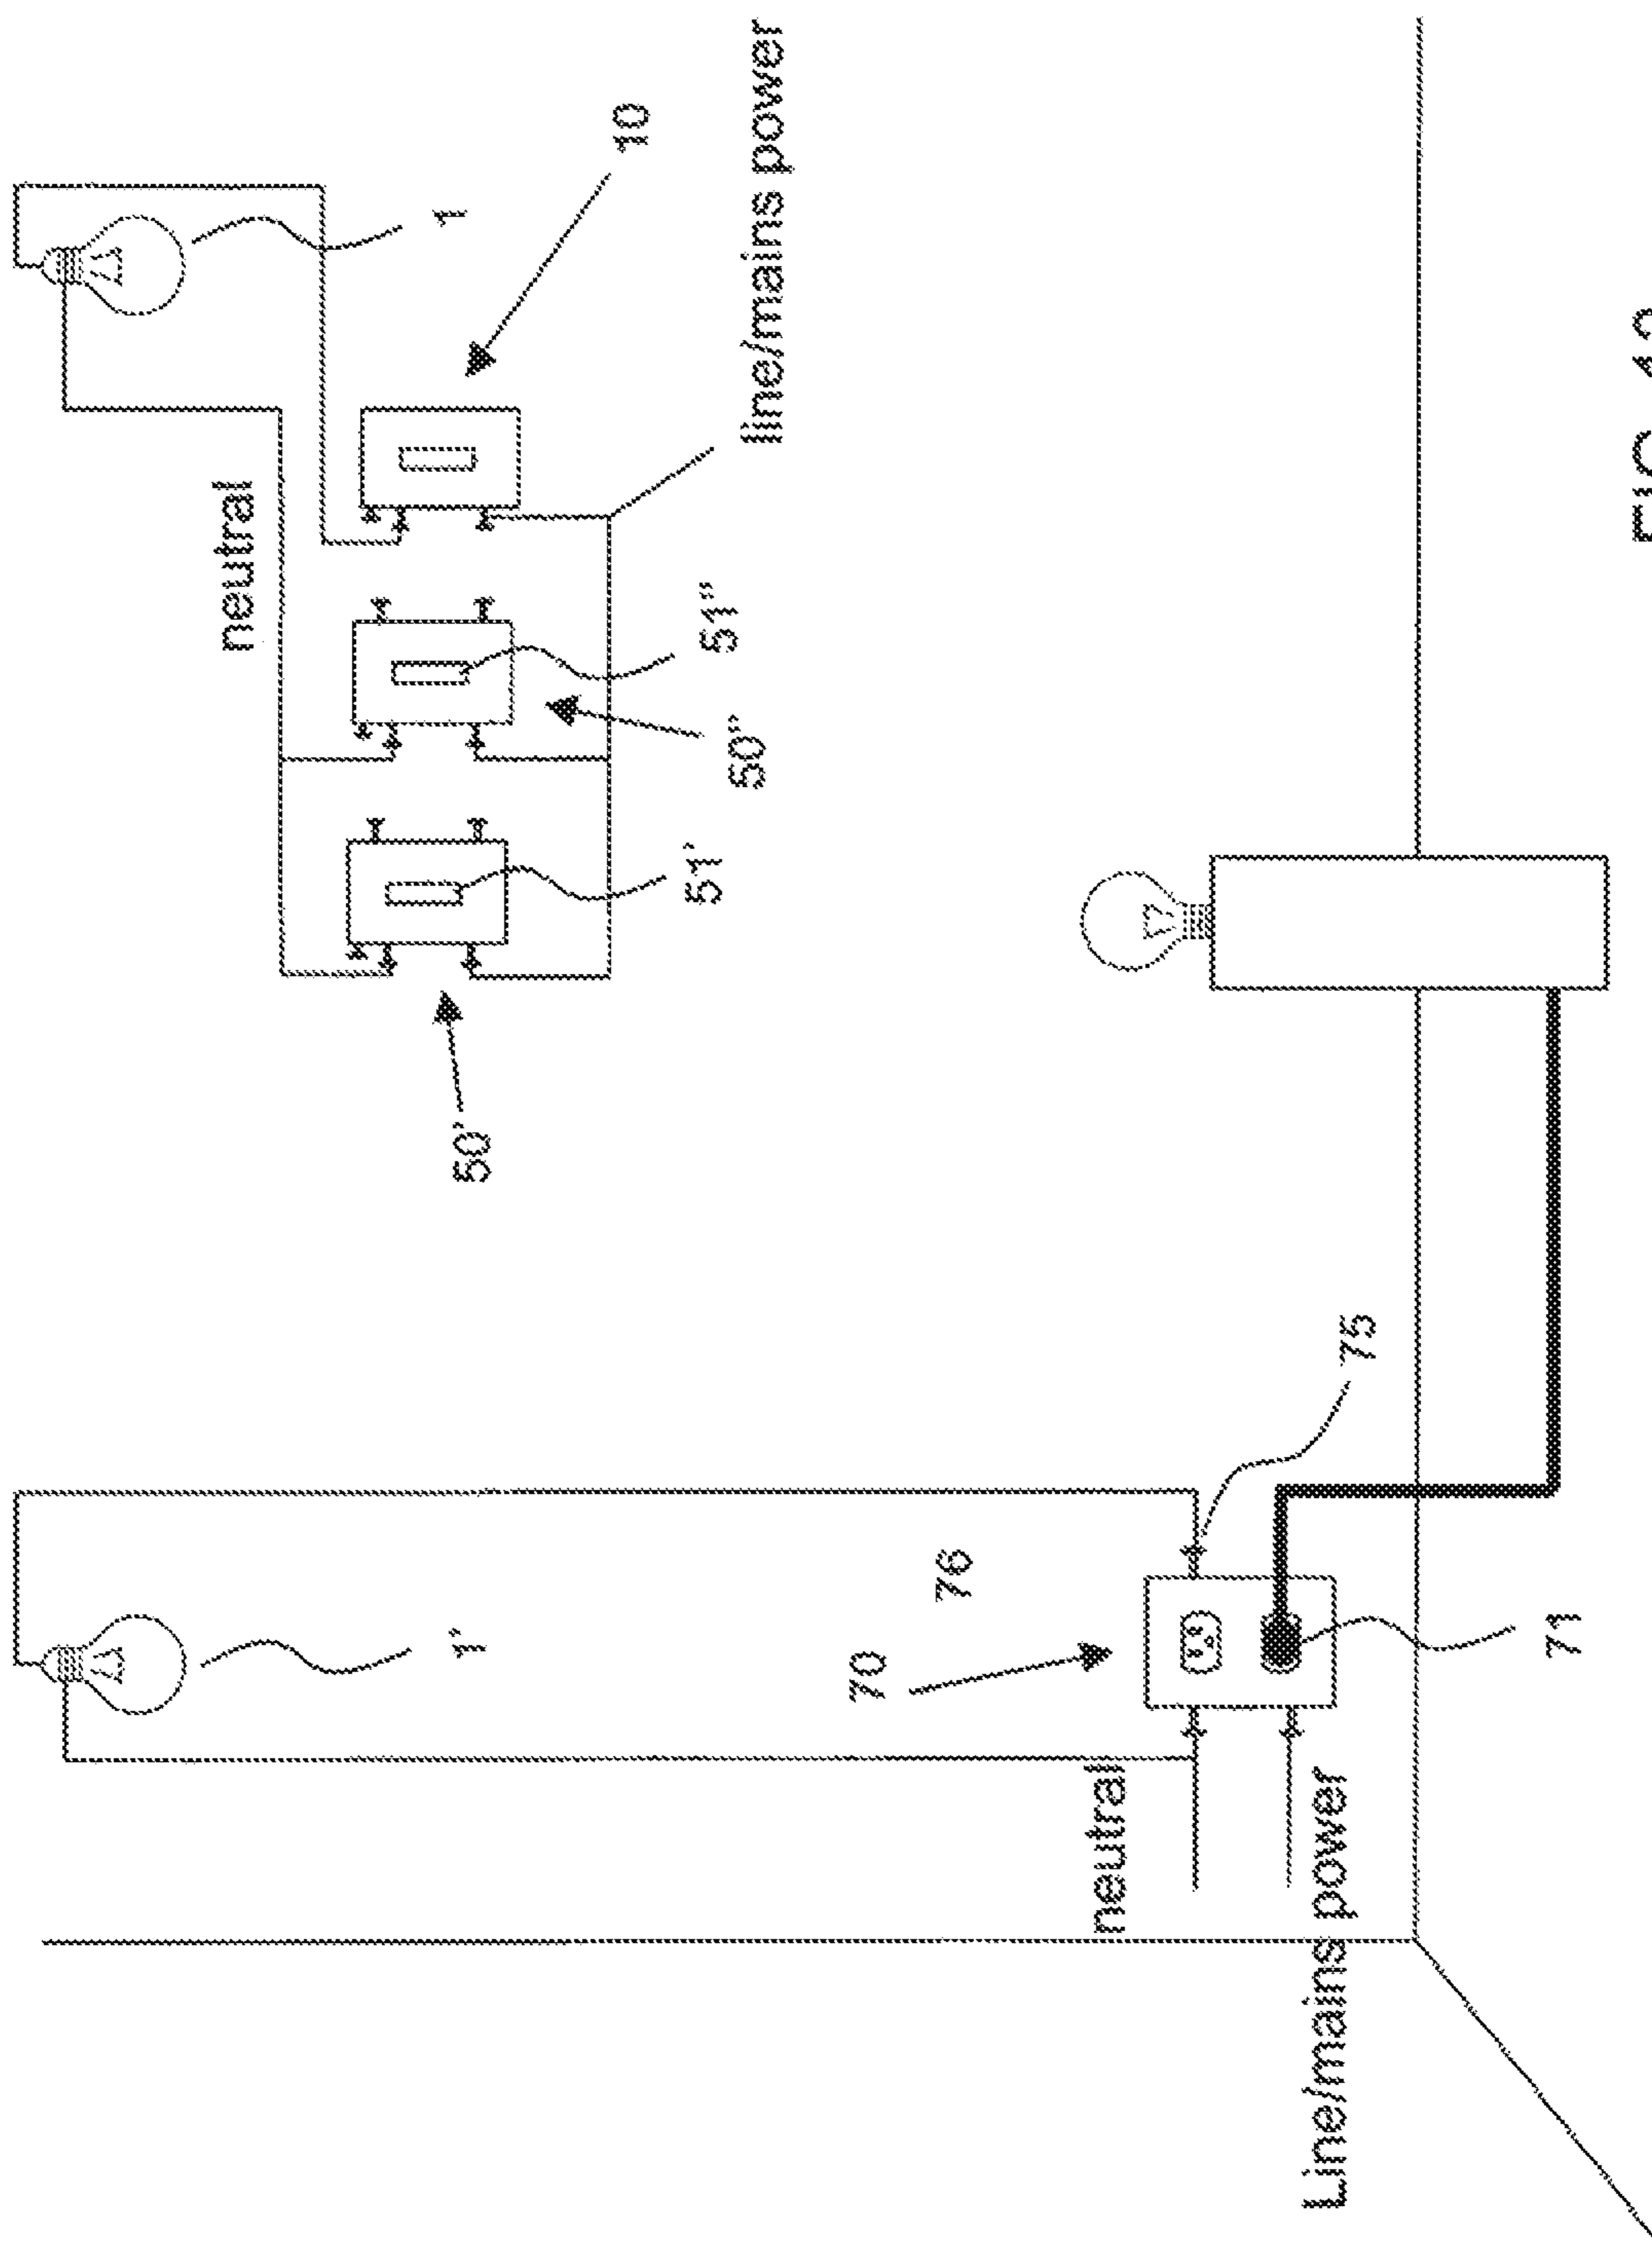 neutral
1'
1
50'
10
51'
51"
50"
line/mains power
70
76
neutral
Line/mains power
75
71
FIG.